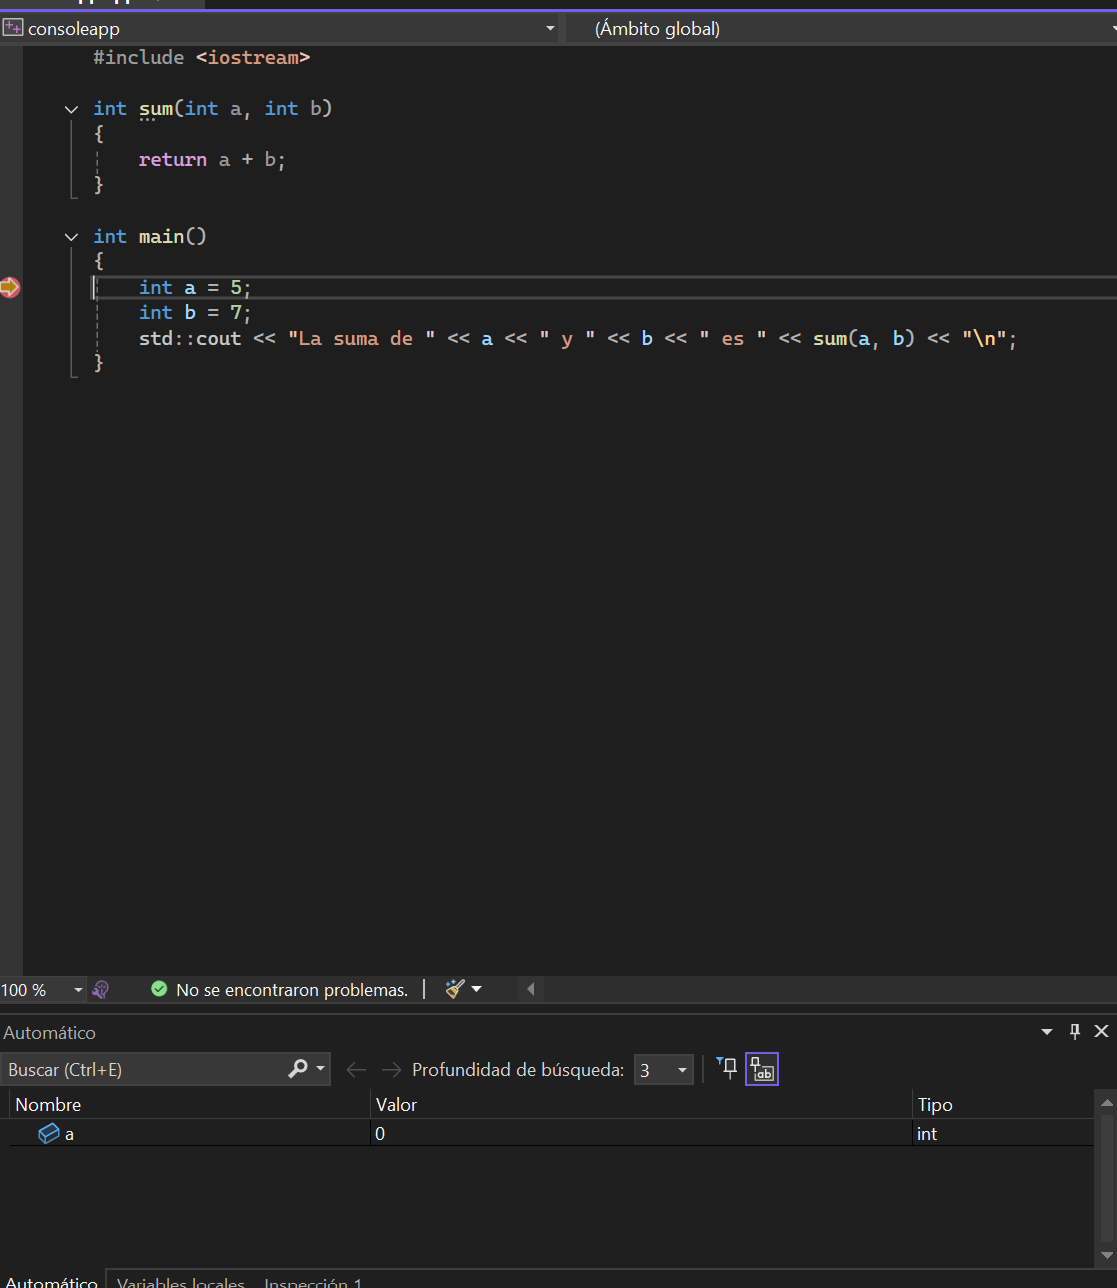 consoleapp (Ámbito global)
#include <iostream>
int sum(int a, int b)
{
return a + b;
}
int main()
{
int a = 5;
int b = 7;
std::cout << "La suma de " << a << " y " << b << " es " << sum(a, b) << "\n";
}
100 % No se encontraron problemas.
Automático
Buscar (Ctrl+E) Profundidad de búsqueda: 3
Nombre Valor Tipo
a 0 int
Automático Variables locales Inspección 1